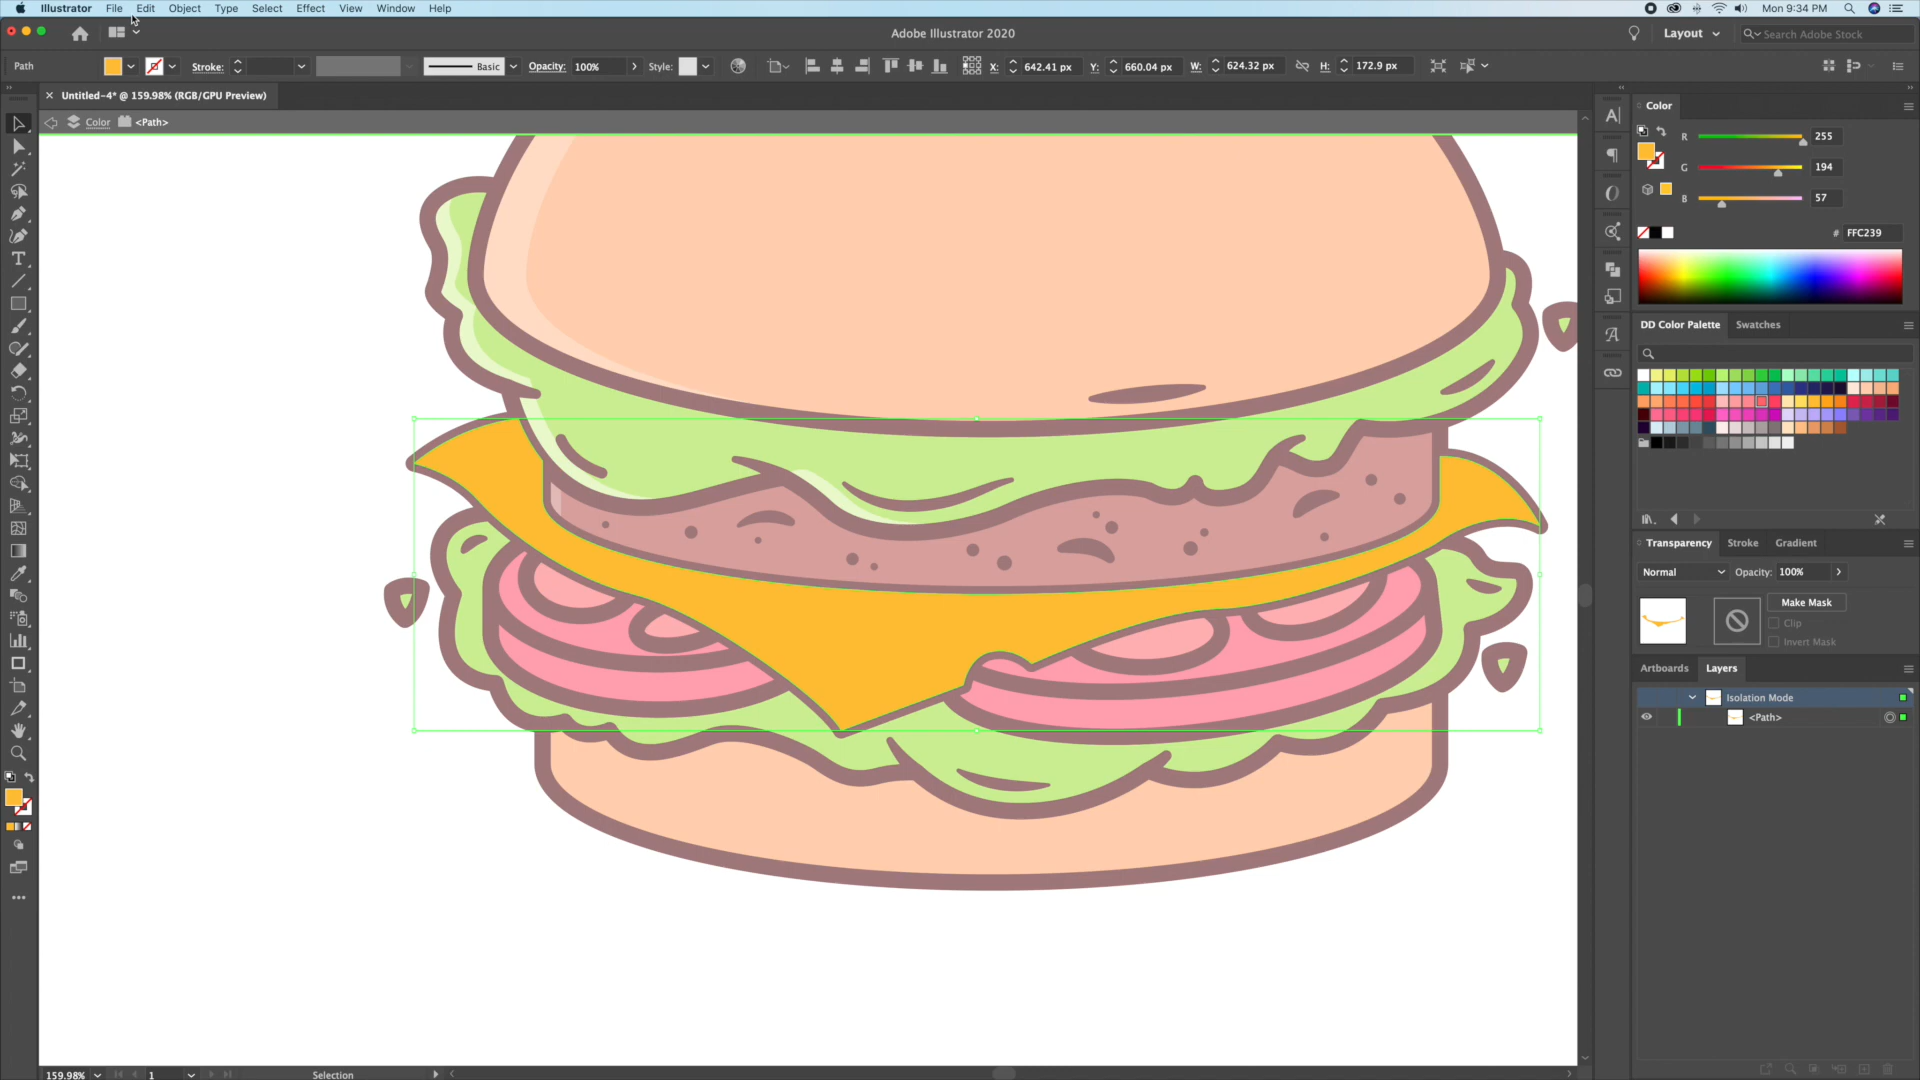 Illustrator File Edit Object Type Select Effect View Window Help Mon 9:34 PM
Adobe Illustrator 2020 Layout Search Adobe Stock
Path Stroke: Basic Opacity: 100% Style: X: 642.41 px Y: 660.04 px W: 624.32 px H: 172.9 px
× Untitled-4* @ 159.98% (RGB/GPU Preview)
Color <Path>
Color
R 255
G 194
B 57
# FFC239
DD Color Palette Swatches
Transparency Stroke Gradient
Normal Opacity: 100%
Make Mask
Clip
Invert Mask
Artboards Layers
Isolation Mode
<Path>
159.98% 1 Selection